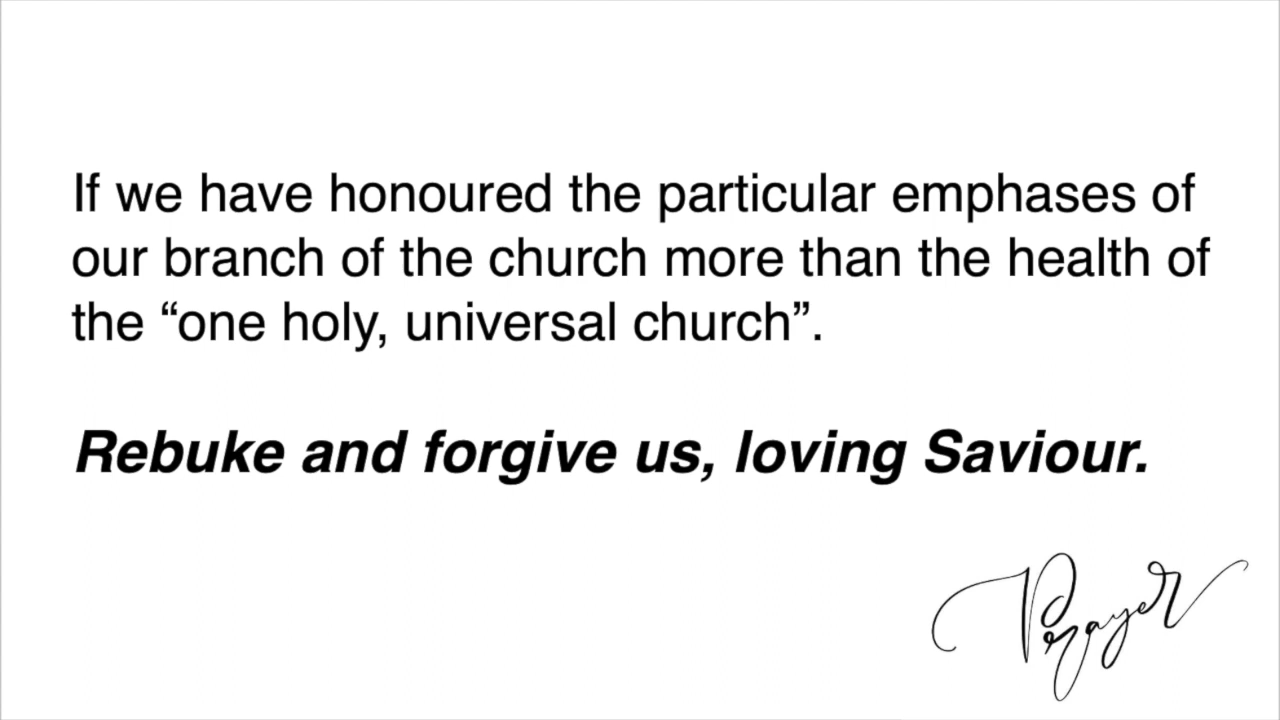 If we have honoured the particular emphases of
our branch of the church more than the health of
the “one holy, universal church”.
Rebuke and forgive us, loving Saviour.
Prayer